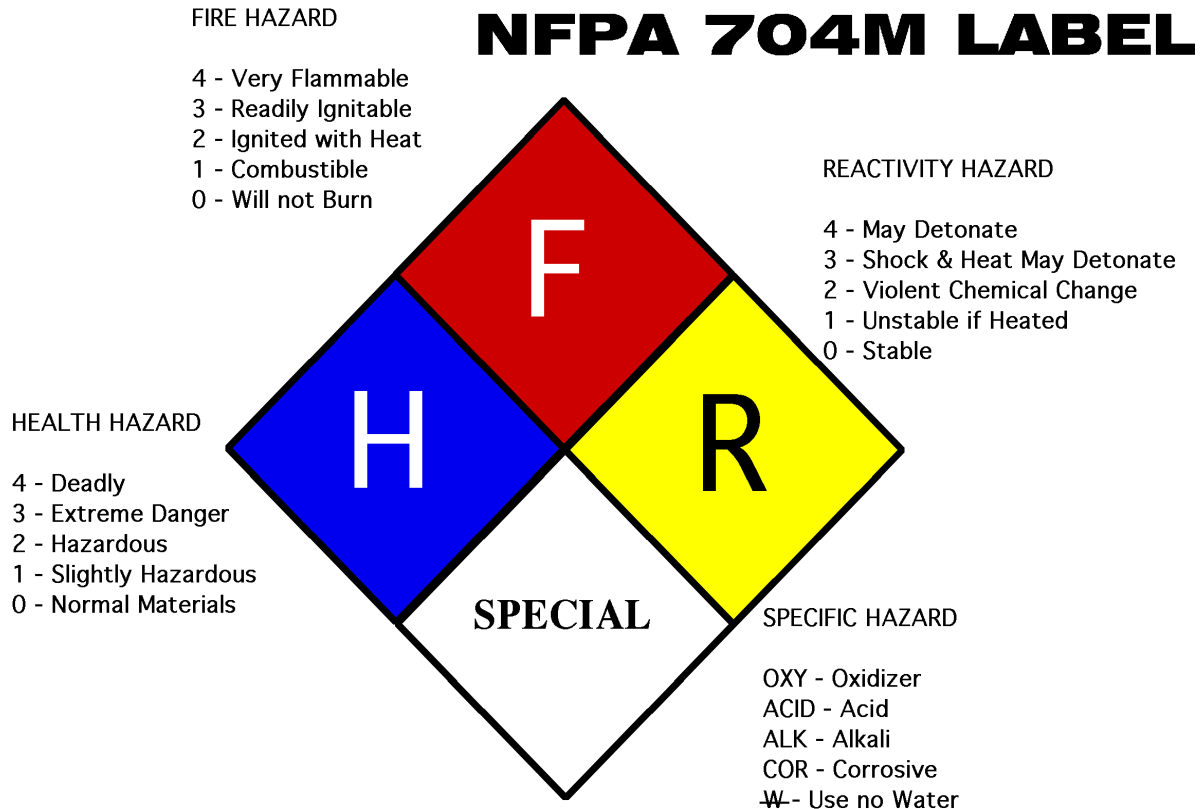 NFPA 704M LABEL
FIRE HAZARD
4 - Very Flammable
3 - Readily Ignitable
2 - Ignited with Heat
1 - Combustible
0 - Will not Burn
REACTIVITY HAZARD
4 - May Detonate
3 - Shock & Heat May Detonate
2 - Violent Chemical Change
1 - Unstable if Heated
0 - Stable
F
H
R
SPECIAL
HEALTH HAZARD
4 - Deadly
3 - Extreme Danger
2 - Hazardous
1 - Slightly Hazardous
0 - Normal Materials
SPECIFIC HAZARD
OXY - Oxidizer
ACID - Acid
ALK - Alkali
COR - Corrosive
W̶ - Use no Water